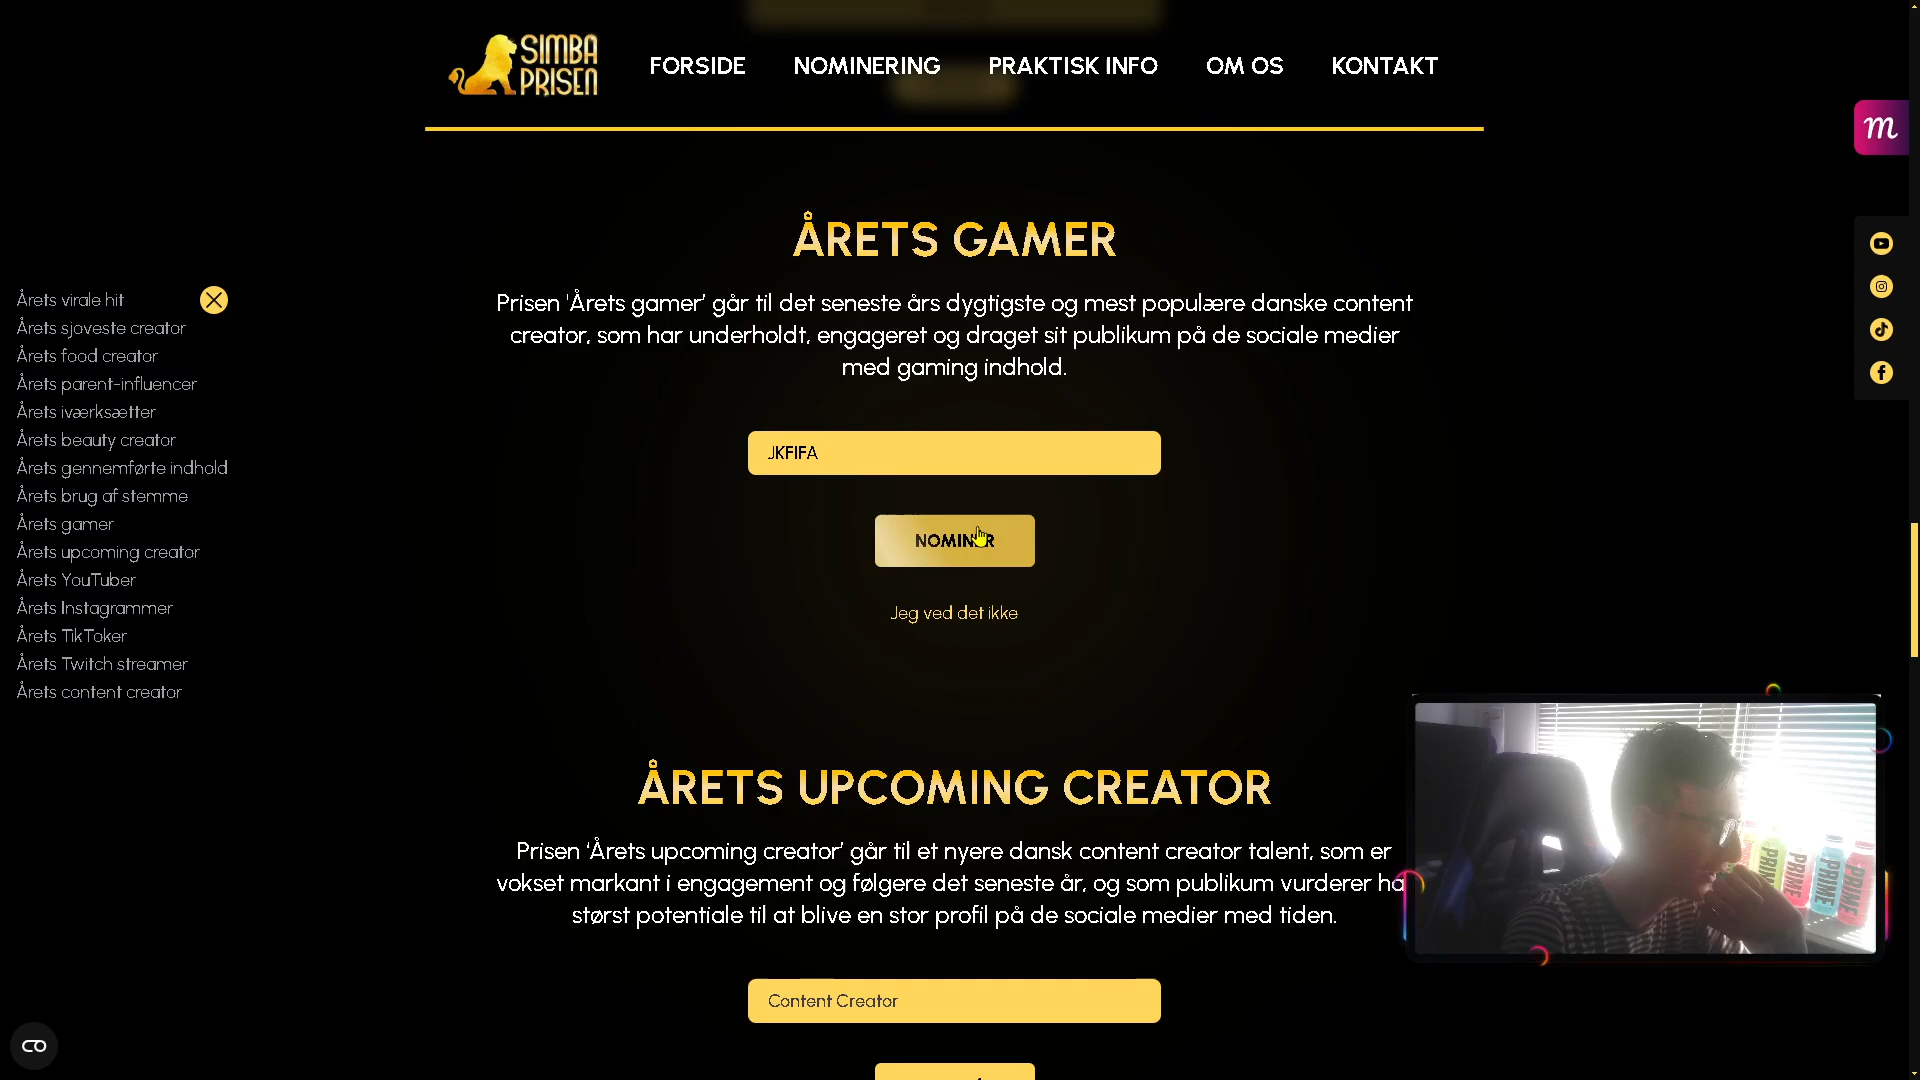 SIMBA
PRISEN
FORSIDE
NOMINERING
PRAKTISK INFO
OM OS
KONTAKT
m
ÅRETS GAMER
Prisen 'Årets gamer' går til det seneste års dygtigste og mest populære danske content
creator, som har underholdt, engageret og draget sit publikum på de sociale medier
med gaming indhold.
JKFIFA
NOMINER
Jeg ved det ikke
Årets virale hit
Årets sjoveste creator
Årets food creator
Årets parent-influencer
Årets iværksætter
Årets beauty creator
Årets gennemførte indhold
Årets brug af stemme
Årets gamer
Årets upcoming creator
Årets YouTuber
Årets Instagrammer
Årets TikToker
Årets Twitch streamer
Årets content creator
ÅRETS UPCOMING CREATOR
Prisen 'Årets upcoming creator' går til et nyere dansk content creator talent, som er
vokset markant i engagement og følgere det seneste år, og som publikum vurderer ha
størst potentiale til at blive en stor profil på de sociale medier med tiden.
Content Creator
PRIME
PRIME
PRIME
PRIME